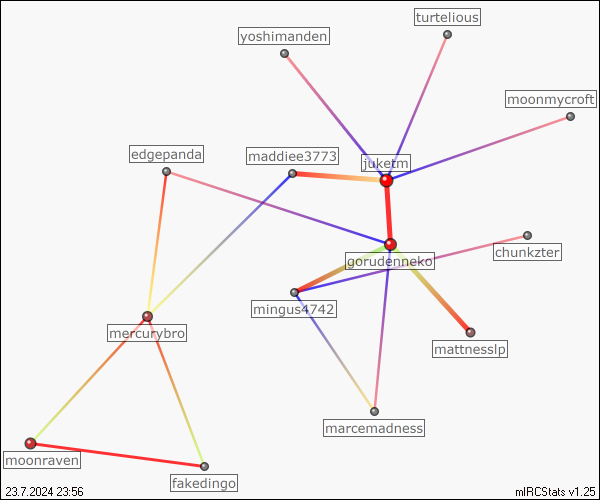 turtelious
yoshimanden
moonmycroft
edgepanda
maddiee3773
juketm
chunkzter
gorudenneko
mingus4742
mercurybro
mattnesslp
marcemadness
moonraven
fakedingo
23.7.2024 23:56
mIRCStats v1.25